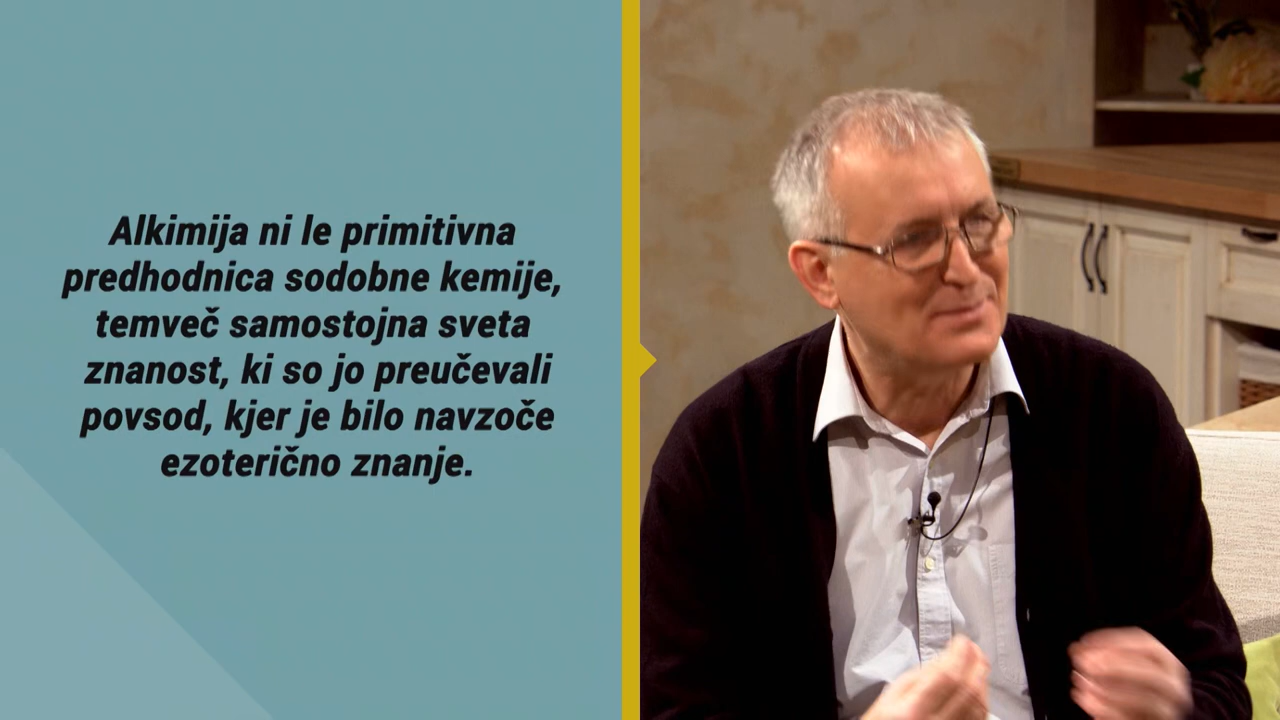 Alkimija ni le primitivna
predhodnica sodobne kemije,
temveč samostojna sveta
znanost, ki so jo preučevali
povsod, kjer je bilo navzoče
ezoterično znanje.